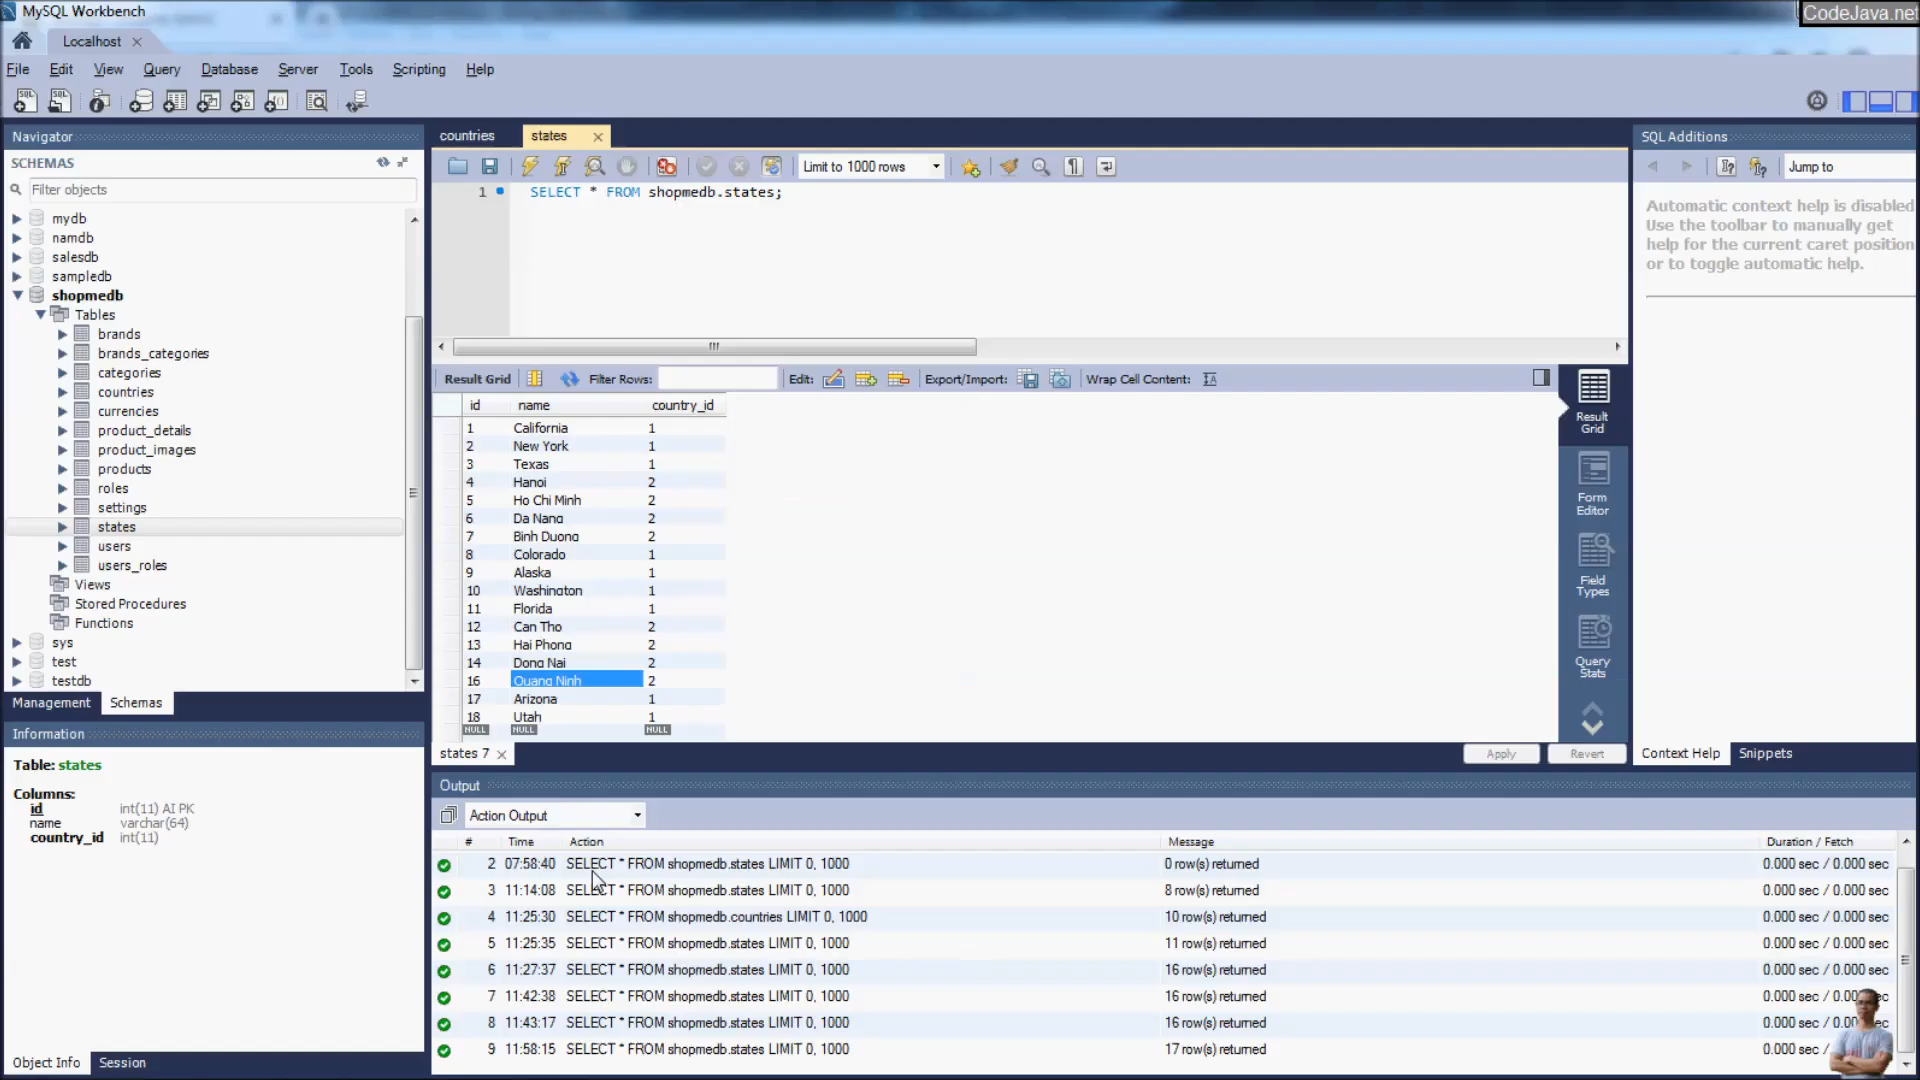 MySQL Workbench
CodeJava.net
Localhost
File Edit View Query Database Server Tools Scripting Help
Navigator
SCHEMAS
Filter objects
mydb
namdb
salesdb
sampledb
shopmedb
Tables
brands
brands_categories
categories
countries
currencies
product_details
product_images
products
roles
settings
states
users
users_roles
Views
Stored Procedures
Functions
sys
test
testdb
Management Schemas
Information
Table: states
Columns:
id int(11) AI PK
name varchar(64)
country_id int(11)
Object Info Session
countries states
Limit to 1000 rows
1 SELECT * FROM shopmedb.states;
Result Grid Filter Rows: Edit: Export/Import: Wrap Cell Content:
id name country_id
1 California 1
2 New York 1
3 Texas 1
4 Hanoi 2
5 Ho Chi Minh 2
6 Da Nang 2
7 Binh Duong 2
8 Colorado 1
9 Alaska 1
10 Washington 1
11 Florida 1
12 Can Tho 2
13 Hai Phong 2
14 Dong Nai 2
16 Quang Ninh 2
17 Arizona 1
18 Utah 1
NULL NULL NULL
states 7
Apply Revert
Result
Grid
Form
Editor
Field
Types
Query
Stats
SQL Additions
Jump to
Automatic context help is disabled
Use the toolbar to manually get
help for the current caret position
or to toggle automatic help.
Context Help Snippets
Output
Action Output
# Time Action Message Duration / Fetch
2 07:58:40 SELECT * FROM shopmedb.states LIMIT 0, 1000 0 row(s) returned 0.000 sec / 0.000 sec
3 11:14:08 SELECT * FROM shopmedb.states LIMIT 0, 1000 8 row(s) returned 0.000 sec / 0.000 sec
4 11:25:30 SELECT * FROM shopmedb.countries LIMIT 0, 1000 10 row(s) returned 0.000 sec / 0.000 sec
5 11:25:35 SELECT * FROM shopmedb.states LIMIT 0, 1000 11 row(s) returned 0.000 sec / 0.000 sec
6 11:27:37 SELECT * FROM shopmedb.states LIMIT 0, 1000 16 row(s) returned 0.000 sec / 0.000 sec
7 11:42:38 SELECT * FROM shopmedb.states LIMIT 0, 1000 16 row(s) returned 0.000 sec / 0.000 sec
8 11:43:17 SELECT * FROM shopmedb.states LIMIT 0, 1000 16 row(s) returned 0.000 sec / 0.00
9 11:58:15 SELECT * FROM shopmedb.states LIMIT 0, 1000 17 row(s) returned 0.000 sec /